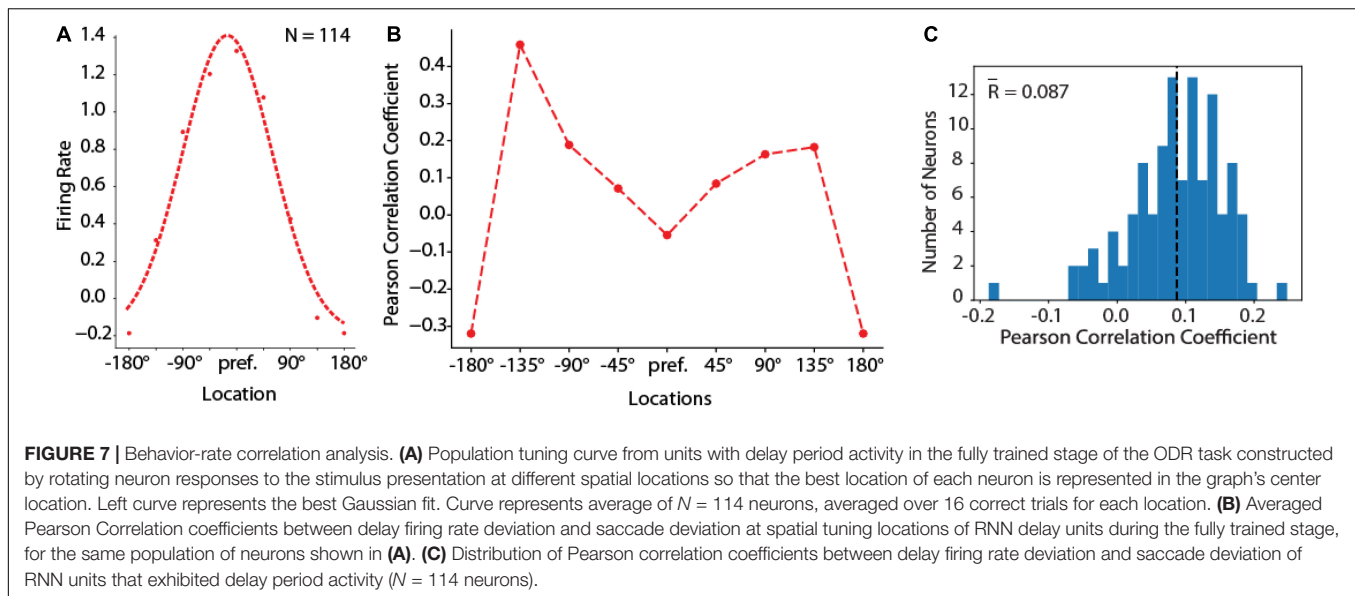 A
N = 114
1.4
1.2
1.0
0.8
0.6
0.4
0.2
0.0
−0.2
Firing Rate
-180°
-90°
pref.
90°
180°
Location
B
0.4
0.3
0.2
0.1
0.0
−0.1
−0.2
−0.3
Pearson Correlation Coefficient
-180°
-135°
-90°
-45°
pref.
45°
90°
135°
180°
Locations
C
R̅ = 0.087
12
10
8
6
4
2
0
Number of Neurons
-0.2
-0.1
0.0
0.1
0.2
Pearson Correlation Coefficient
FIGURE 7 | Behavior-rate correlation analysis. (A) Population tuning curve from units with delay period activity in the fully trained stage of the ODR task constructed
by rotating neuron responses to the stimulus presentation at different spatial locations so that the best location of each neuron is represented in the graph's center
location. Left curve represents the best Gaussian fit. Curve represents average of N = 114 neurons, averaged over 16 correct trials for each location. (B) Averaged
Pearson Correlation coefficients between delay firing rate deviation and saccade deviation at spatial tuning locations of RNN delay units during the fully trained stage,
for the same population of neurons shown in (A). (C) Distribution of Pearson correlation coefficients between delay firing rate deviation and saccade deviation of
RNN units that exhibited delay period activity (N = 114 neurons).